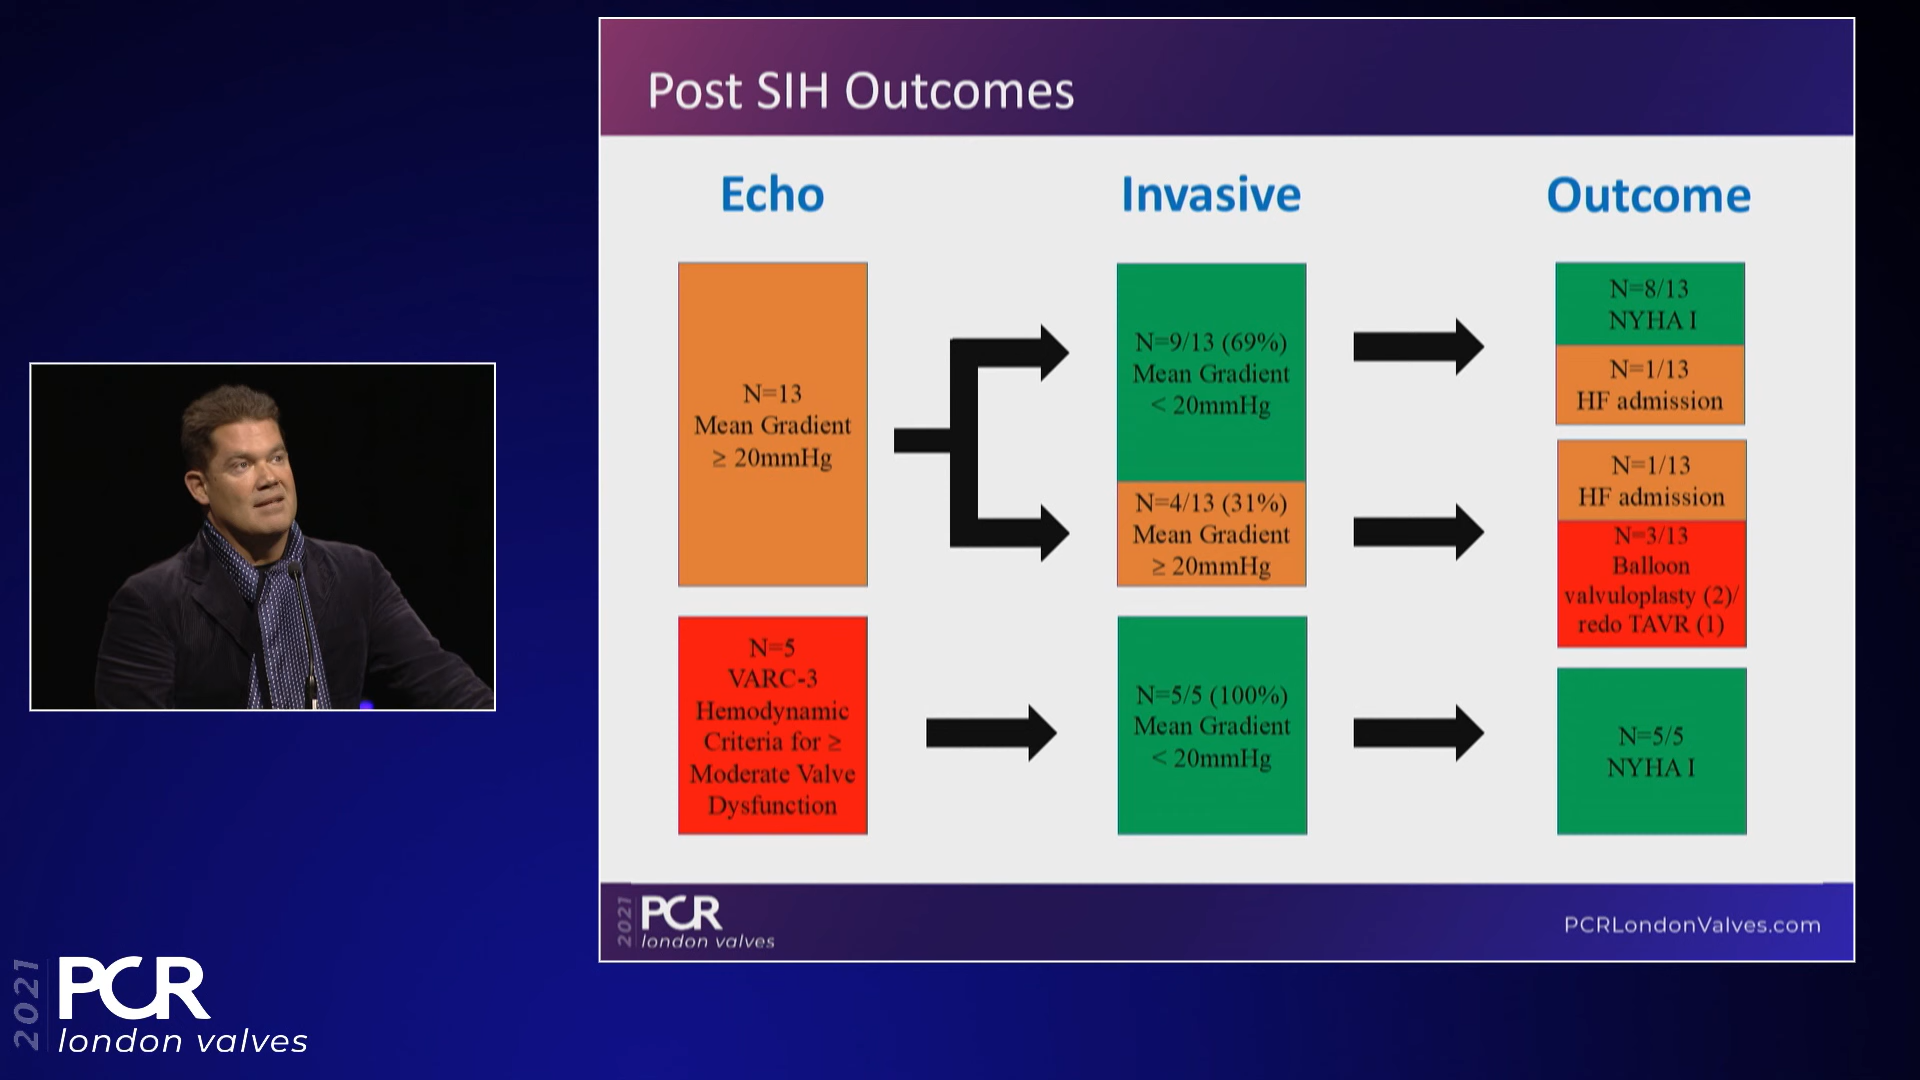 Post SIH Outcomes
Echo
Invasive
Outcome
N=13
Mean Gradient
≥ 20mmHg
N=9/13 (69%)
Mean Gradient
< 20mmHg
N=4/13 (31%)
Mean Gradient
≥ 20mmHg
N=8/13
NYHA I
N=1/13
HF admission
N=1/13
HF admission
N=3/13
Balloon
valvuloplasty (2)/
redo TAVR (1)
N=5
VARC-3
Hemodynamic
Criteria for ≥
Moderate Valve
Dysfunction
N=5/5 (100%)
Mean Gradient
< 20mmHg
N=5/5
NYHA I
2021
PCR
london valves
PCRLondonValves.com
2021
PCR
london valves